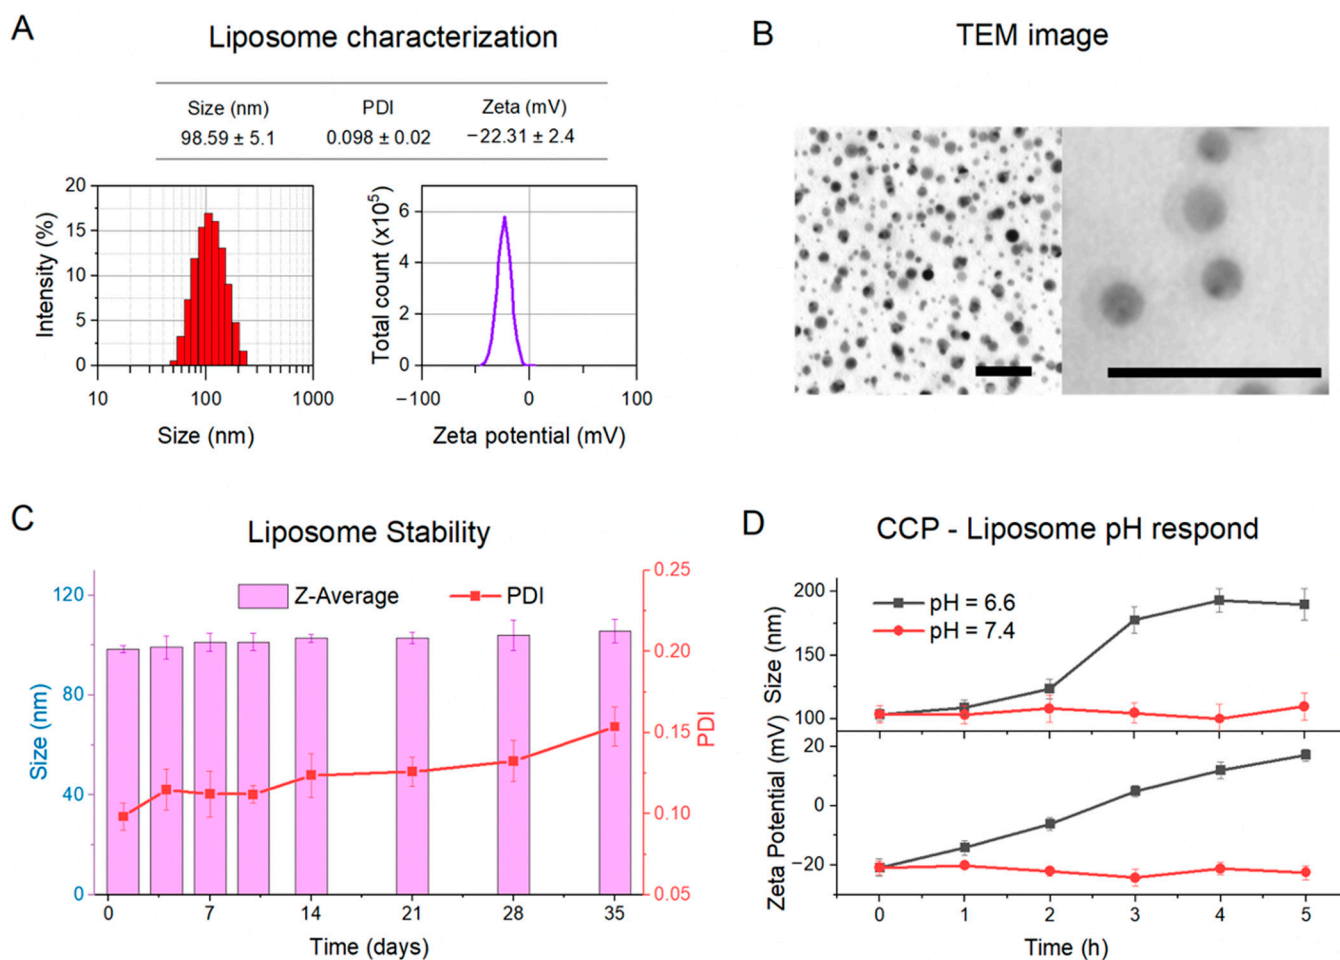 A
Liposome characterization
Size (nm) PDI Zeta (mV)
98.59 ± 5.1 0.098 ± 0.02 −22.31 ± 2.4
20
15
10
5
0
Intensity (%)
10 100 1000
Size (nm)
6
4
2
0
Total count (x10⁵)
−100 0 100
Zeta potential (mV)
B
TEM image
C
Liposome Stability
Z-Average PDI
120
80
40
0
Size (nm)
0.25
0.20
0.15
0.10
0.05
PDI
0 7 14 21 28 35
Time (days)
D
CCP - Liposome pH respond
pH = 6.6
pH = 7.4
200
150
100
Size (nm)
20
0
−20
Zeta Potential (mV)
0 1 2 3 4 5
Time (h)